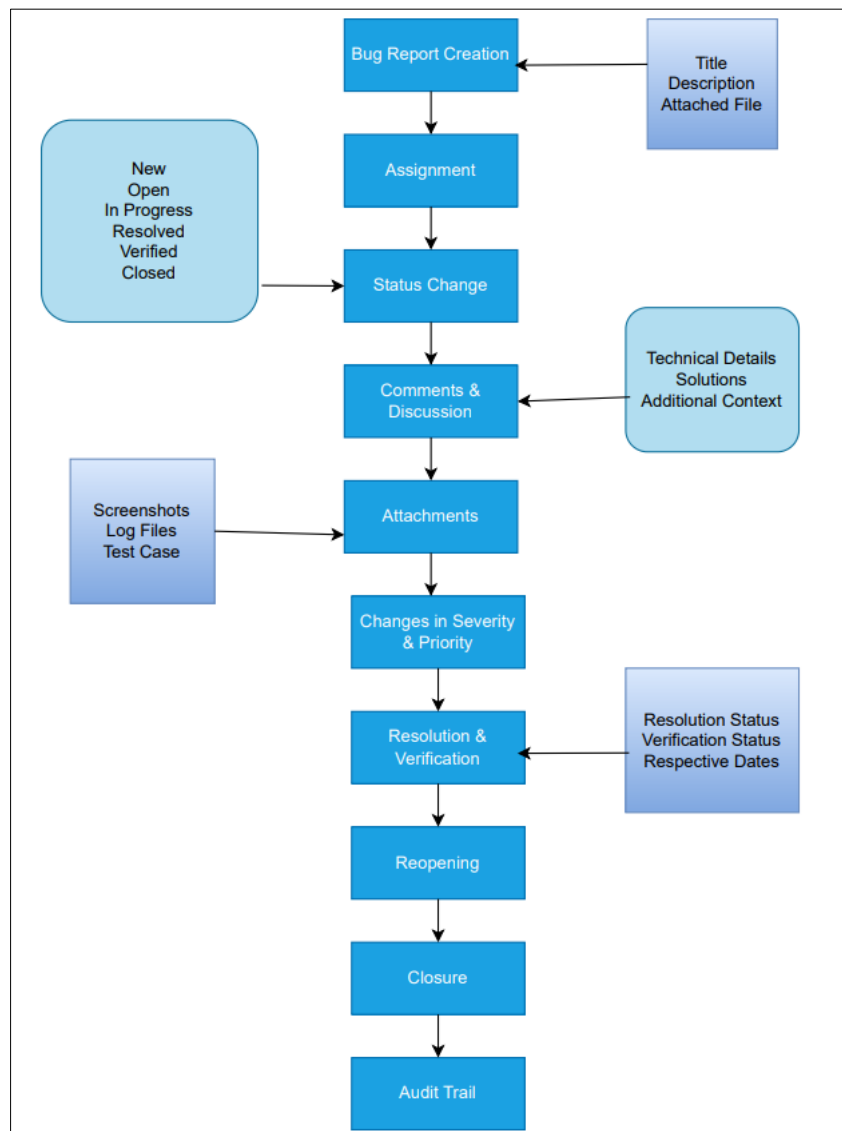 Bug Report Creation
Title
Description
Attached File
Assignment
New
Open
In Progress
Resolved
Verified
Closed
Status Change
Comments &
Discussion
Technical Details
Solutions
Additional Context
Attachments
Screenshots
Log Files
Test Case
Changes in Severity
& Priority
Resolution &
Verification
Resolution Status
Verification Status
Respective Dates
Reopening
Closure
Audit Trail